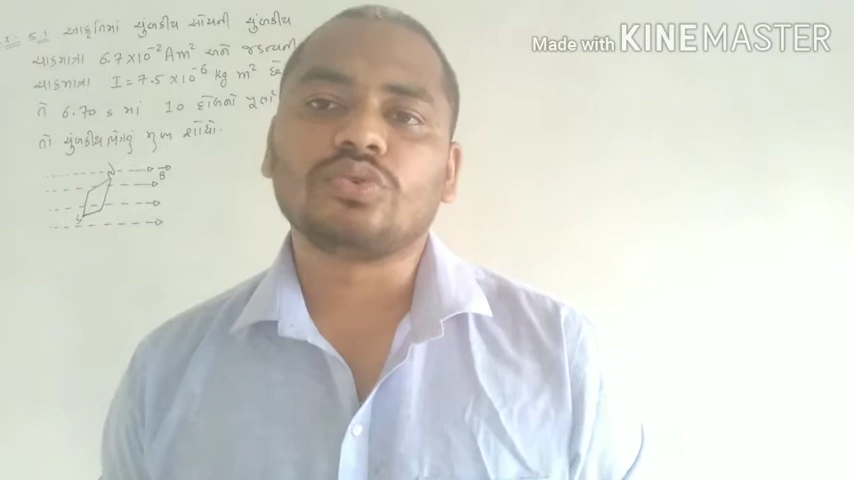 5.1 આકૃતિમાં ચુંબકીય સોયની ચુંબકીય
ચાકમાત્રા 6.7×10⁻² Am² અને જડત્વની
ચાકમાત્રા I = 7.5×10⁻⁶ kg m² છે
તે 6.70 s માં 10 દોલનો પૂર્ણ
તો ચુંબકીયક્ષેત્રનું મૂલ્ય શોધો.
N
B
S
Made with KINEMASTER